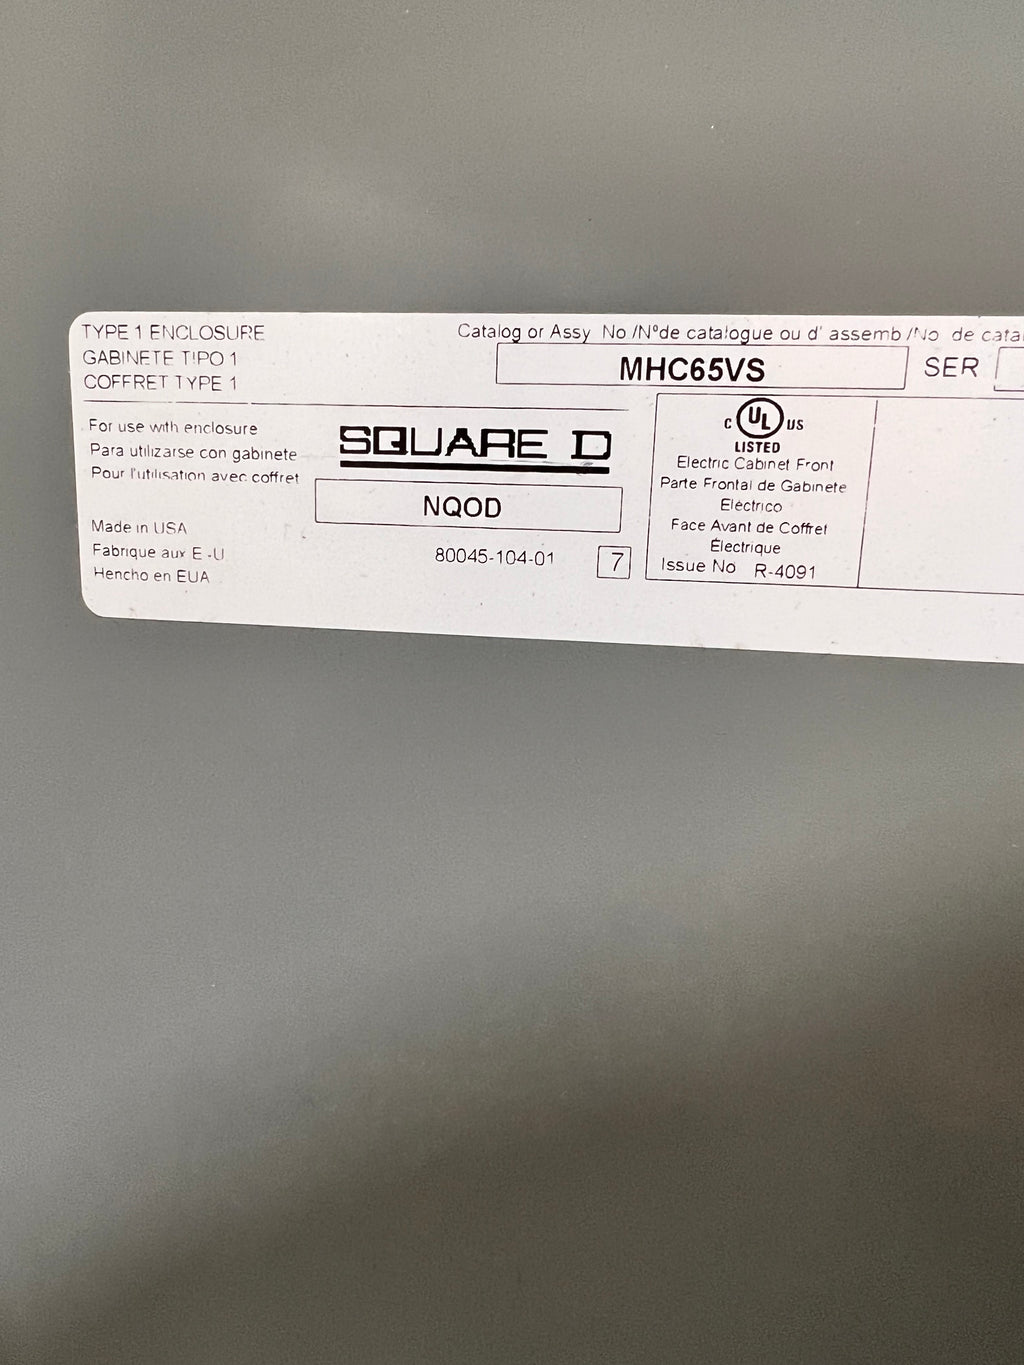 TYPE 1 ENCLOSURE
GABINETE TIPO 1
COFFRET TYPE 1
Catalog or Assy No /Nºde catalogue ou d' assemb /No de cata
MHC65VS
SER
For use with enclosure
Para utilizarse con gabinete
Pour l'utilisation avec coffret
Made in USA
Fabrique aux E -U
Hencho en EUA
SQUARE D
NQOD
80045-104-01
7
C UL US
LISTED
Electric Cabinet Front
Parte Frontal de Gabinete
Eléctrico
Face Avant de Coffret
Électrique
Issue No R-4091